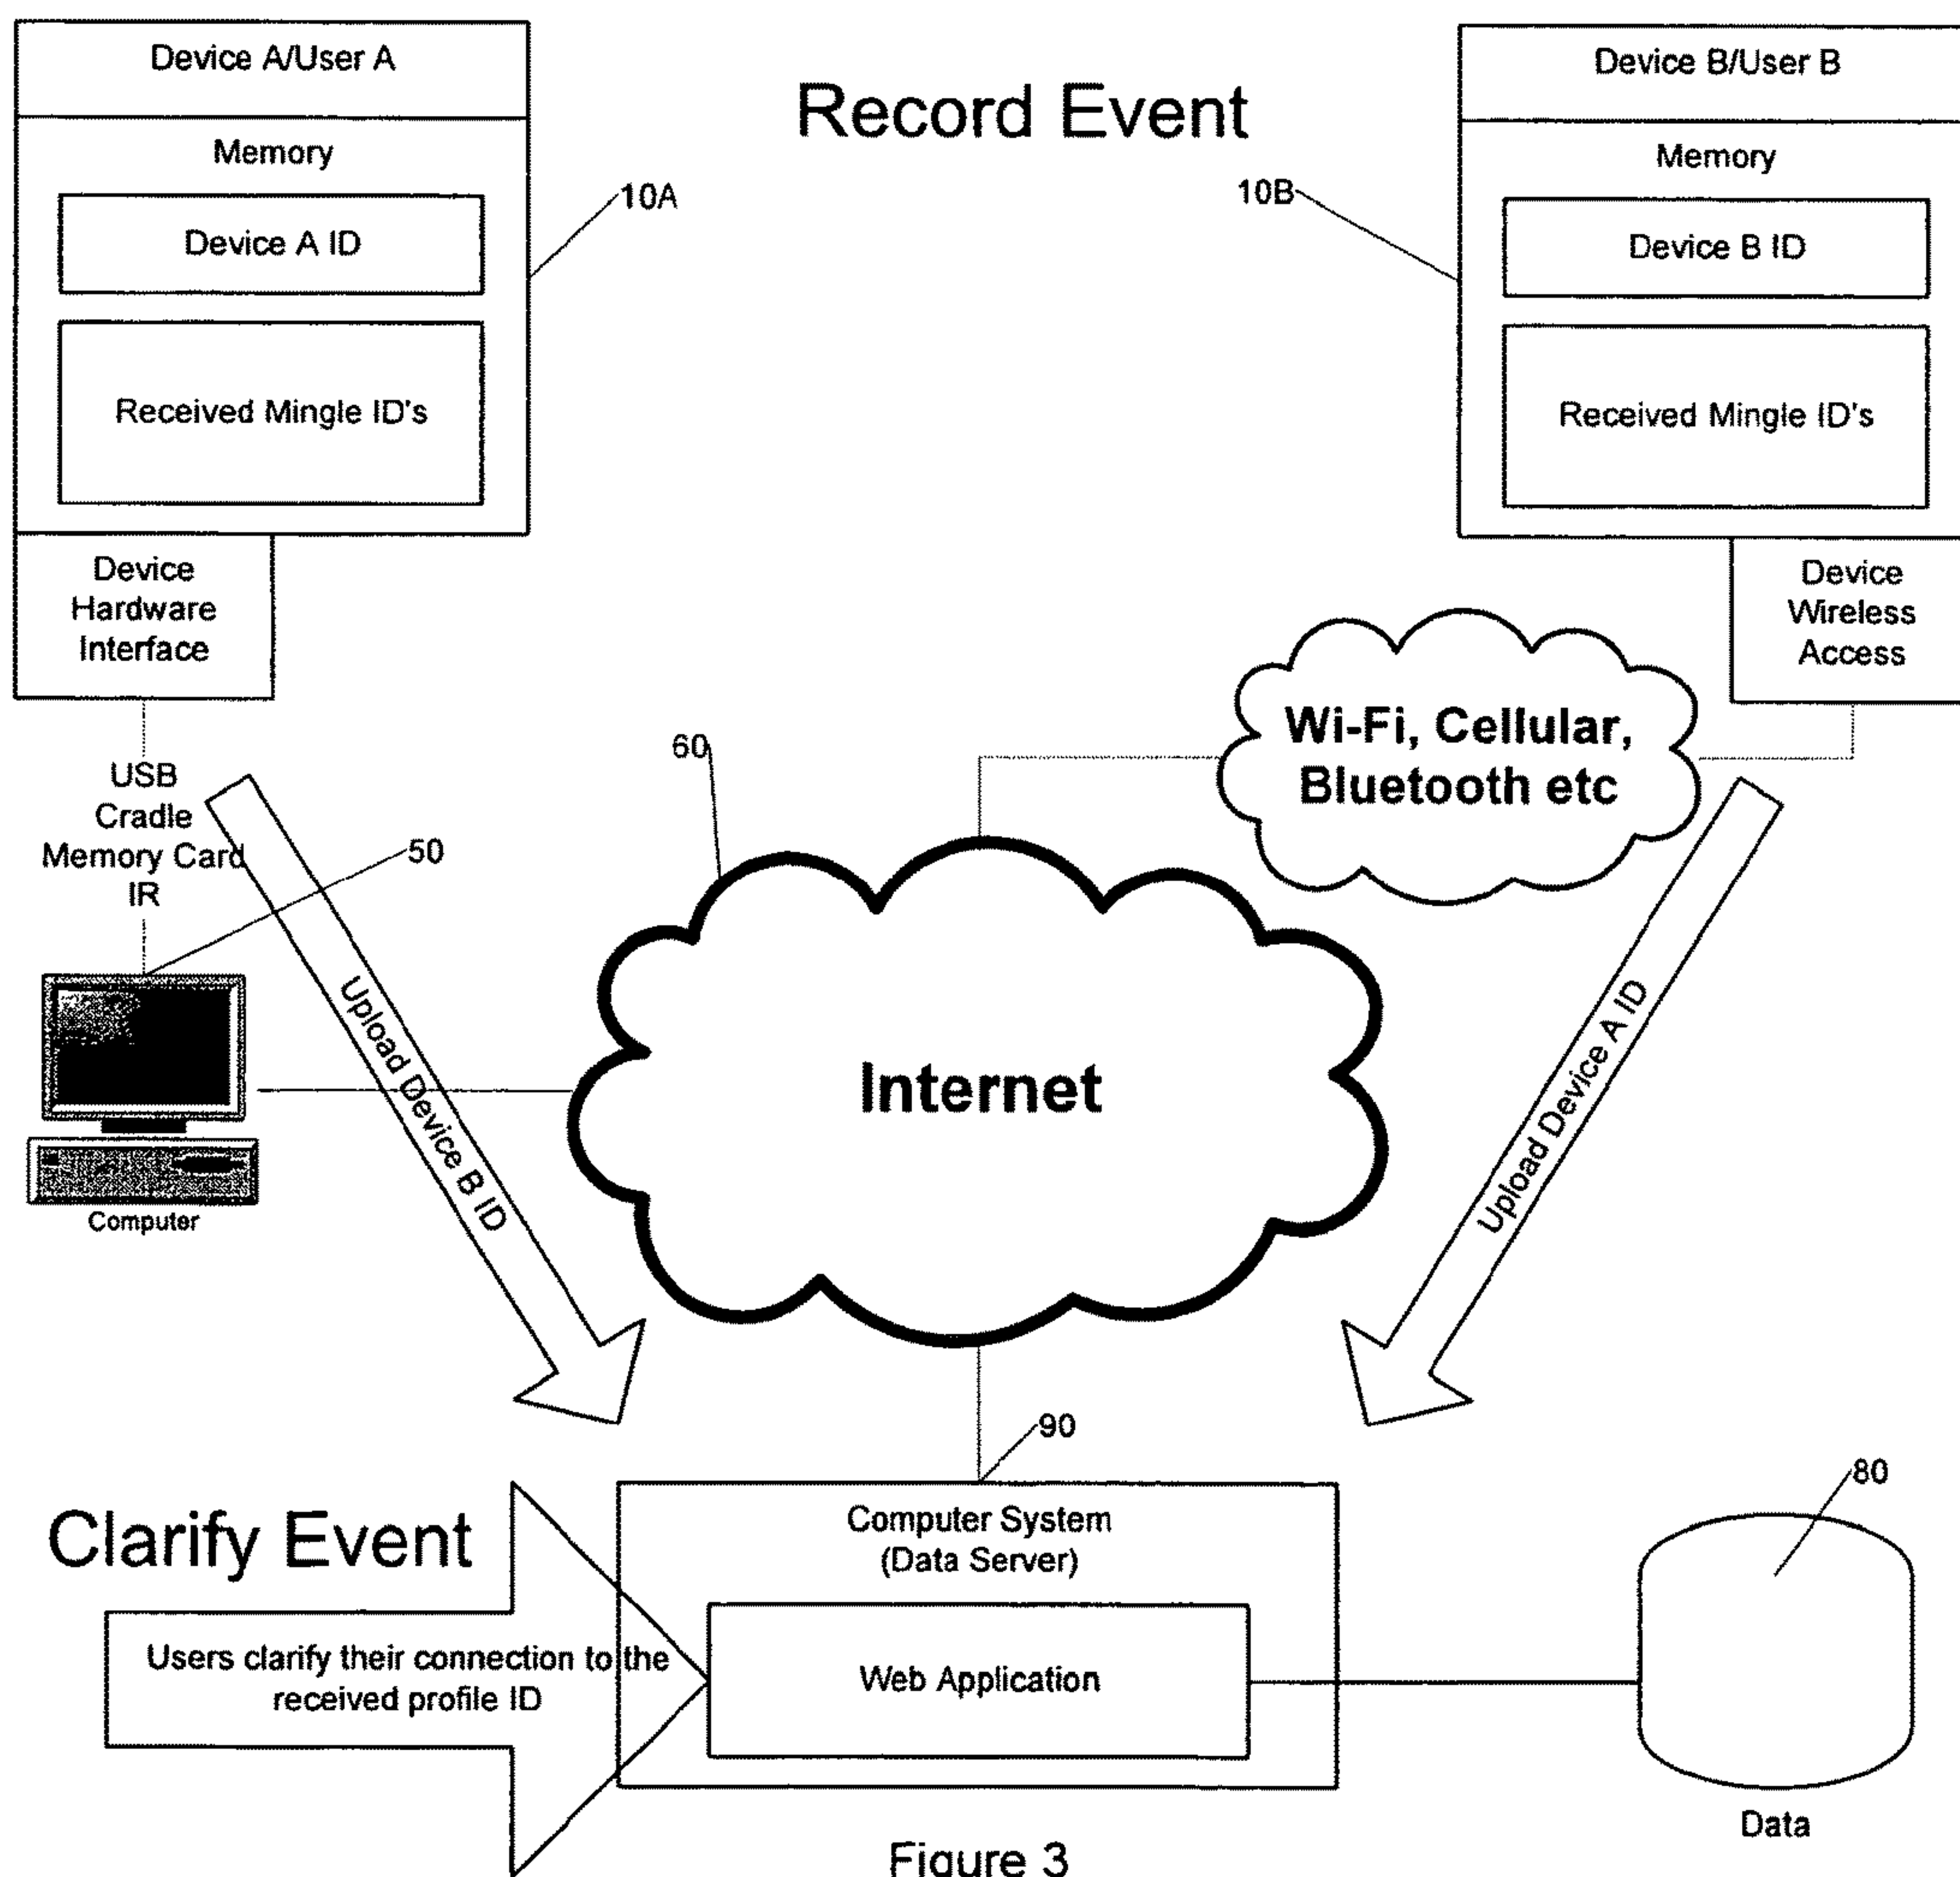 Device A/User A
Memory
Device A ID
Received Mingle ID's
Device
Hardware
Interface
10A
Record Event
Device B/User B
Memory
Device B ID
Received Mingle ID's
Device
Wireless
Access
10B
USB
Cradle
Memory Card
IR
50
Computer
Upload Device B ID
60
Internet
Wi-Fi, Cellular,
Bluetooth etc
Upload Device A ID
90
Clarify Event
Users clarify their connection to the
received profile ID
Computer System
(Data Server)
Web Application
80
Data
Figure 3